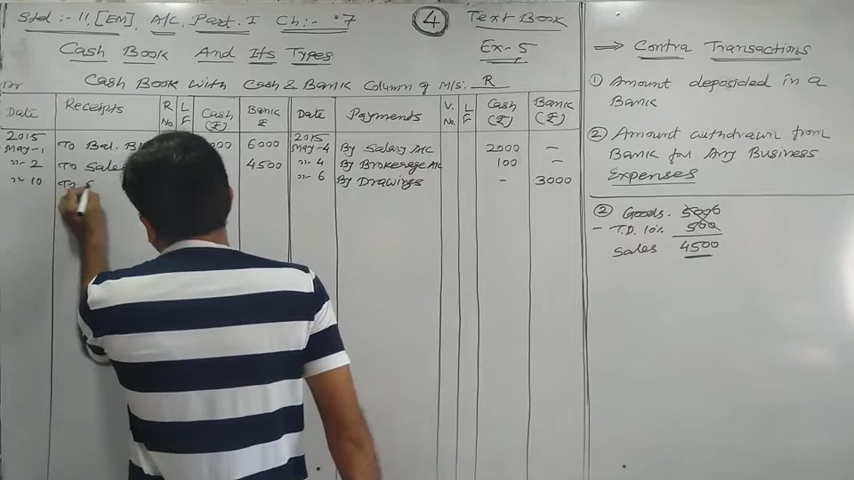 Std :- 11, [EM] A/C, Part. I Ch:- 7 ④ Text Book
Cash Book And Its Types Ex-5
Dr Cash Book with Cash & Bank Column of M/S: R
Date Receipts R No. L F Cash (₹) Bank ₹ Date Payments V. No. L F Cash (₹) Bank (₹)
2015 2015
May-1 To Bal. 6000 May-4 By Salary A/c 2000 —
"- 2 To Sales 4500 "- 4 By Brokerage A/c 100 —
"- 10 To S "- 6 By Drawings - 3000
⇒ Contra Transactions
① Amount deposided in a
Bank
② Amount withdrawn from
Bank for Any Business
Expenses
② Goods. 5000
- T.D. 10% 500
Sales 4500